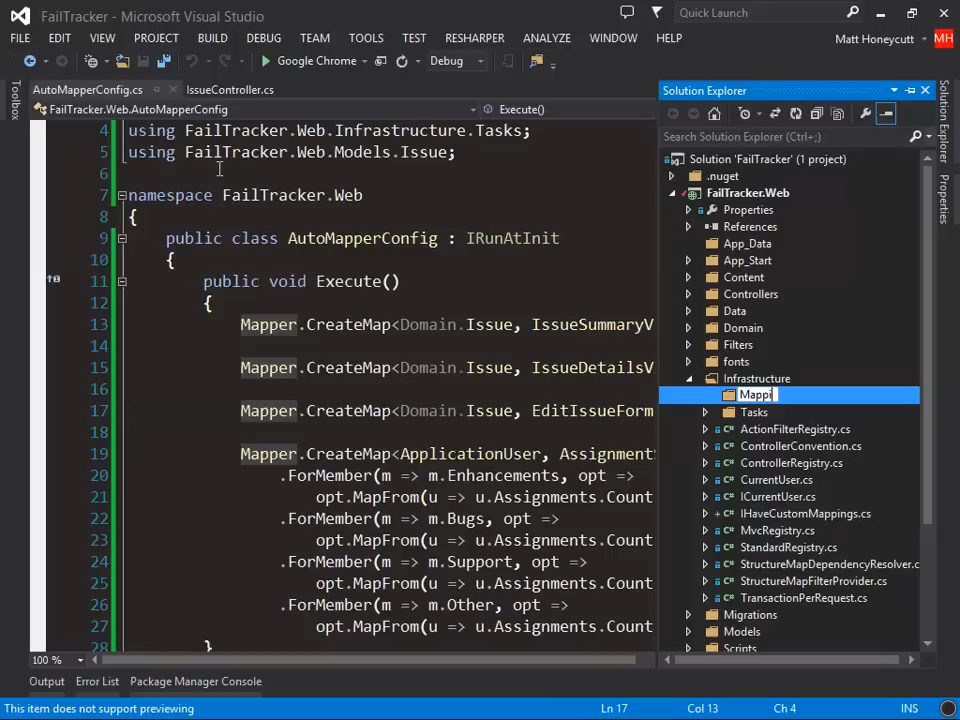 FailTracker - Microsoft Visual Studio
Quick Launch
FILE EDIT VIEW PROJECT BUILD DEBUG TEAM TOOLS TEST RESHARPER ANALYZE WINDOW HELP
Matt Honeycutt MH
Google Chrome Debug
Toolbox
AutoMapperConfig.cs IssueController.cs
FailTracker.Web.AutoMapperConfig Execute()
4 using FailTracker.Web.Infrastructure.Tasks;
5 using FailTracker.Web.Models.Issue;
6
7 namespace FailTracker.Web
8 {
9 public class AutoMapperConfig : IRunAtInit
10 {
11 public void Execute()
12 {
13 Mapper.CreateMap<Domain.Issue, IssueSummaryV
14
15 Mapper.CreateMap<Domain.Issue, IssueDetailsV
16
17 Mapper.CreateMap<Domain.Issue, EditIssueForm
18
19 Mapper.CreateMap<ApplicationUser, Assignment
20 .ForMember(m => m.Enhancements, opt =>
21 opt.MapFrom(u => u.Assignments.Count
22 .ForMember(m => m.Bugs, opt =>
23 opt.MapFrom(u => u.Assignments.Count
24 .ForMember(m => m.Support, opt =>
25 opt.MapFrom(u => u.Assignments.Count
26 .ForMember(m => m.Other, opt =>
27 opt.MapFrom(u => u.Assignments.Count
28 }
100 %
Solution Explorer
Search Solution Explorer (Ctrl+;)
Solution 'FailTracker' (1 project)
.nuget
FailTracker.Web
Properties
References
App_Data
App_Start
Content
Controllers
Data
Domain
Filters
fonts
Infrastructure
Mappi
Tasks
ActionFilterRegistry.cs
ControllerConvention.cs
ControllerRegistry.cs
CurrentUser.cs
ICurrentUser.cs
IHaveCustomMappings.cs
MvcRegistry.cs
StandardRegistry.cs
StructureMapDependencyResolver.c
StructureMapFilterProvider.cs
TransactionPerRequest.cs
Migrations
Models
Scripts
Solution Explorer
Properties
Output Error List Package Manager Console
This item does not support previewing Ln 17 Col 13 Ch 4 INS